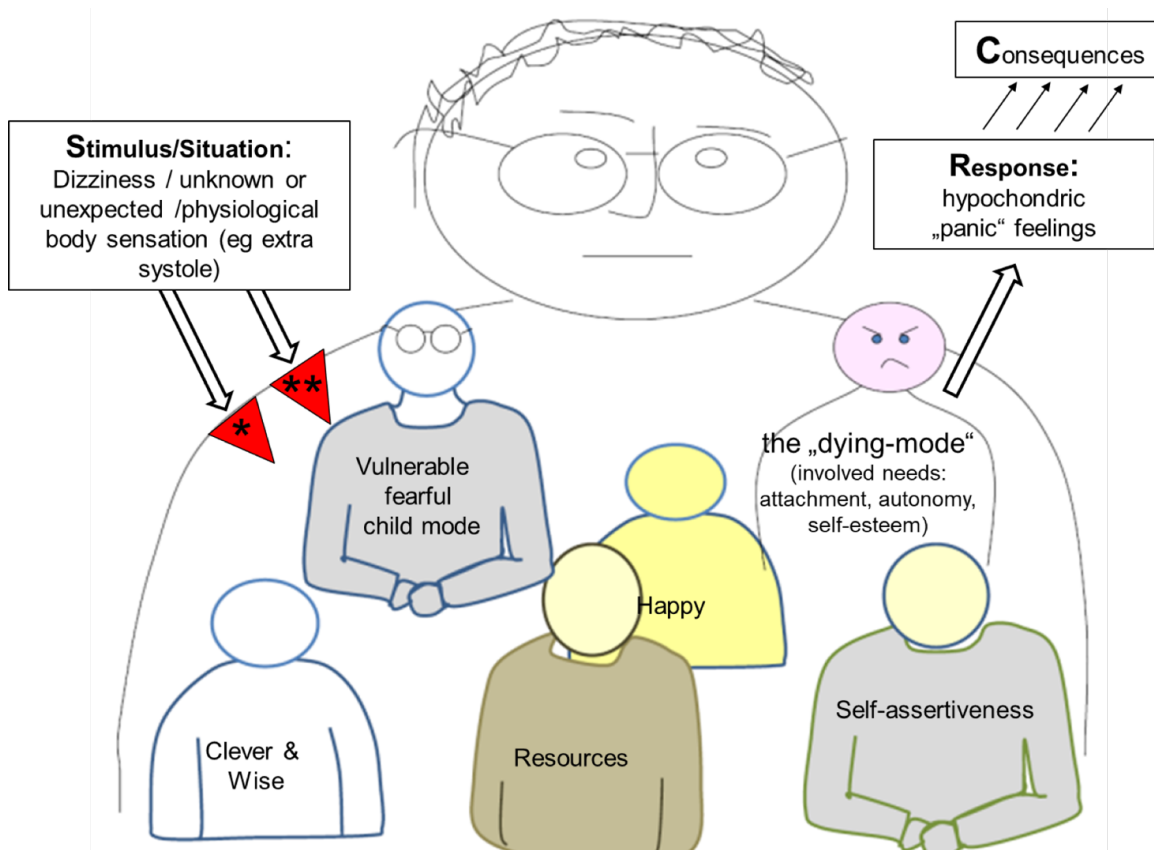 Consequences
Stimulus/Situation:
Dizziness / unknown or
unexpected /physiological
body sensation (eg extra
systole)
Response:
hypochondric
„panic“ feelings
*
**
Vulnerable
fearful
child mode
the „dying-mode“
(involved needs:
attachment, autonomy,
self-esteem)
Happy
Clever &
Wise
Resources
Self-assertiveness